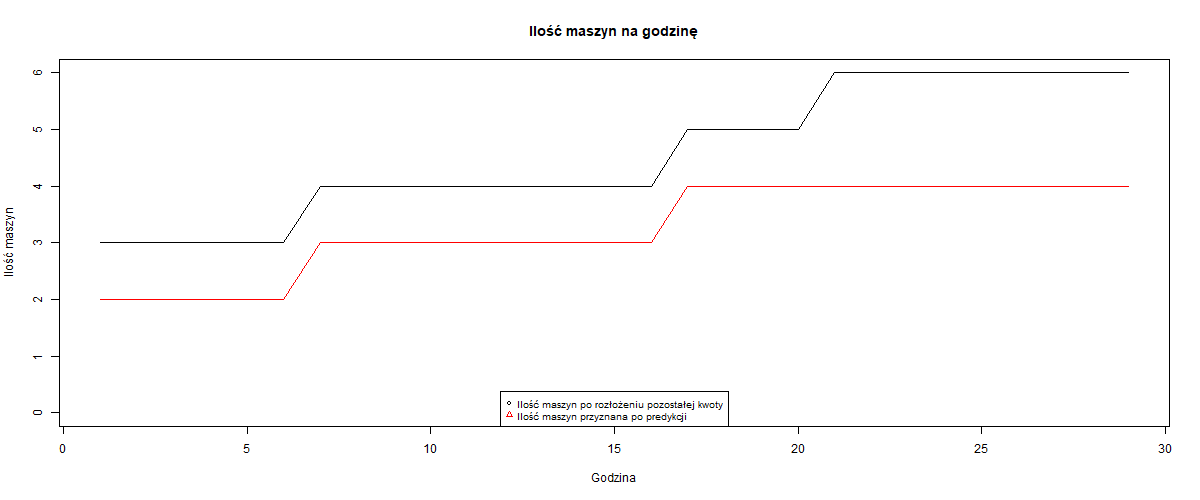 Ilość maszyn na godzinę
Ilość maszyn
6
5
4
3
2
1
0
Ilość maszyn po rozłożeniu pozostałej kwoty
Ilość maszyn przyznana po predykcji
0 5 10 15 20 25 30
Godzina